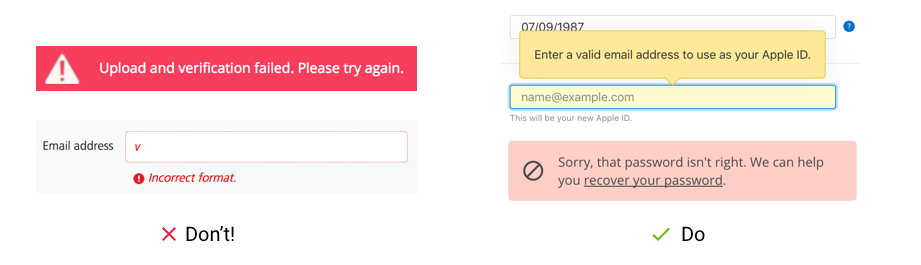 Upload and verification failed. Please try again.
Email address
v
Incorrect format.
Don't!
07/09/1987
?
Enter a valid email address to use as your Apple ID.
name@example.com
This will be your new Apple ID.
Sorry, that password isn't right. We can help
you recover your password.
Do